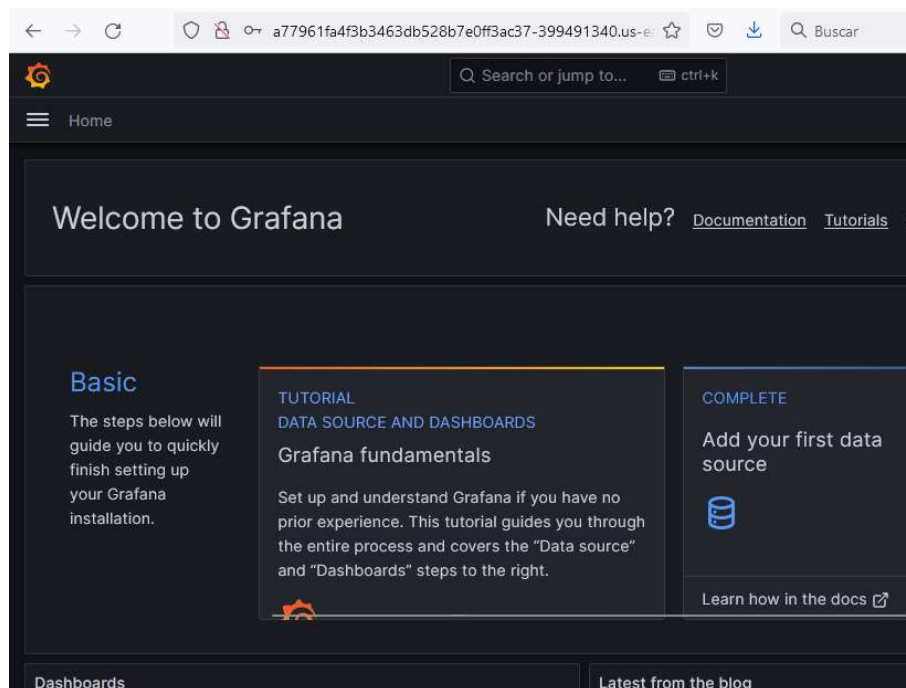 a77961fa4f3b3463db528b7e0ff3ac37-399491340.us-e
Buscar
Search or jump to... ctrl+k
Home
Welcome to Grafana
Need help? Documentation Tutorials
Basic
The steps below will
guide you to quickly
finish setting up
your Grafana
installation.
TUTORIAL
DATA SOURCE AND DASHBOARDS
Grafana fundamentals
Set up and understand Grafana if you have no
prior experience. This tutorial guides you through
the entire process and covers the “Data source”
and “Dashboards” steps to the right.
COMPLETE
Add your first data
source
Learn how in the docs
Dashboards
Latest from the blog